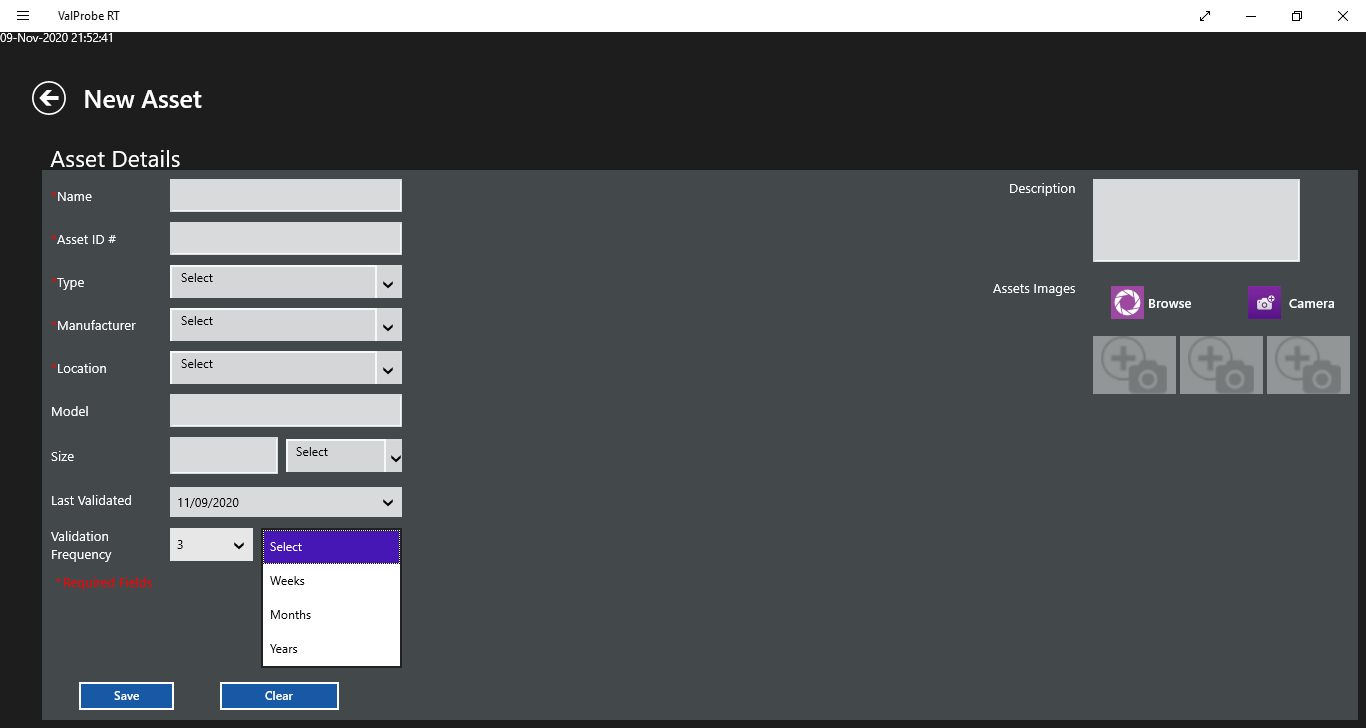 ValProbe RT
09-Nov-2020 21:52:41
New Asset
Asset Details
*Name
*Asset ID #
*Type
Select
*Manufacturer
Select
*Location
Select
Model
Size
Select
Last Validated
11/09/2020
Validation
Frequency
3
Select
Weeks
Months
Years
*Required Fields
Save
Clear
Description
Assets Images
Browse
Camera